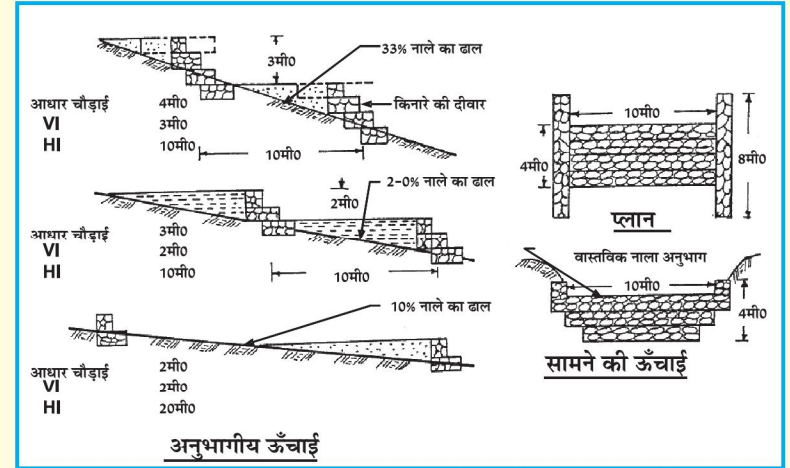 33% नाले का ढाल
3मी0
किनारे की दीवार
आधार चौड़ाई 4मी0
VI 3मी0
HI 10मी0
10मी0
2-0% नाले का ढाल
2मी0
आधार चौड़ाई 3मी0
VI 2मी0
HI 10मी0
10मी0
10% नाले का ढाल
आधार चौड़ाई 2मी0
VI 2मी0
HI 20मी0
अनुभागीय ऊँचाई
10मी0
4मी0
8मी0
प्लान
वास्तविक नाला अनुभाग
10मी0
4मी0
सामने की ऊँचाई